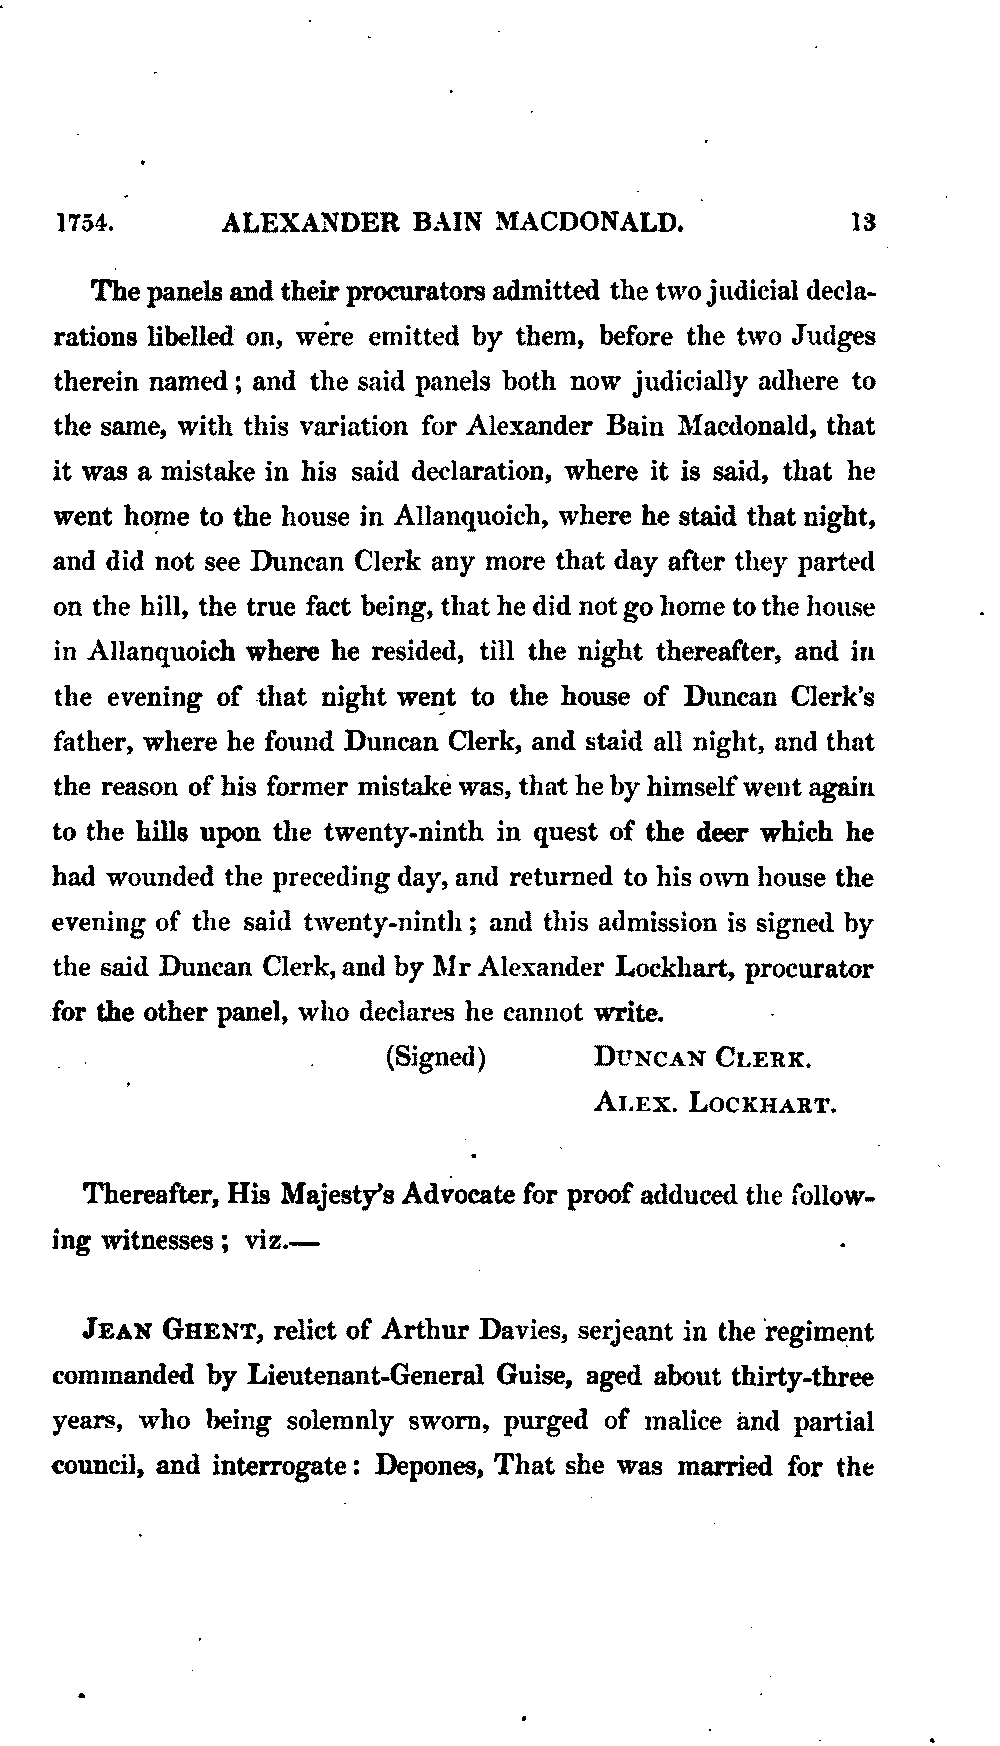 1754. ALEXANDER BAIN MACDONALD. 13
The panels and their procurators admitted the two judicial decla-
rations libelled on, were emitted by them, before the two Judges
therein named; and the said panels both now judicially adhere to
the same, with this variation for Alexander Bain Macdonald, that
it was a mistake in his said declaration, where it is said, that he
went home to the house in Allanquoich, where he staid that night,
and did not see Duncan Clerk any more that day after they parted
on the hill, the true fact being, that he did not go home to the house
in Allanquoich where he resided, till the night thereafter, and in
the evening of that night went to the house of Duncan Clerk's
father, where he found Duncan Clerk, and staid all night, and that
the reason of his former mistake was, that he by himself went again
to the hills upon the twenty-ninth in quest of the deer which he
had wounded the preceding day, and returned to his own house the
evening of the said twenty-ninth; and this admission is signed by
the said Duncan Clerk, and by Mr Alexander Lockhart, procurator
for the other panel, who declares he cannot write.
(Signed) DUNCAN CLERK.
ALEX. LOCKHART.
Thereafter, His Majesty's Advocate for proof adduced the follow-
ing witnesses; viz.—
JEAN GHENT, relict of Arthur Davies, serjeant in the regiment
commanded by Lieutenant-General Guise, aged about thirty-three
years, who being solemnly sworn, purged of malice and partial
council, and interrogate: Depones, That she was married for the